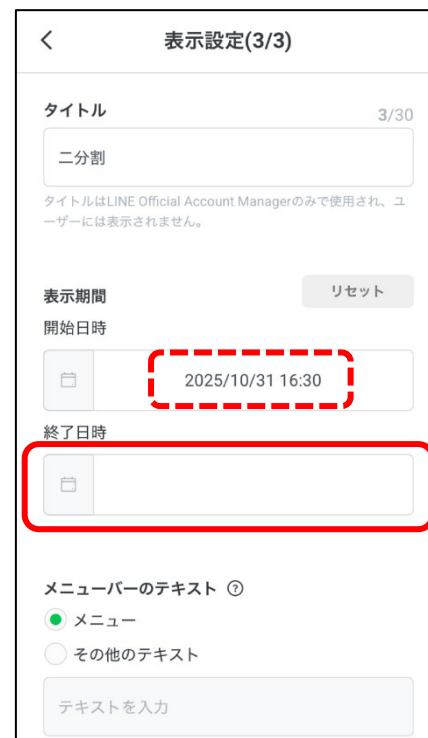 表示設定(3/3)
タイトル
3/30
二分割
タイトルはLINE Official Account Managerのみで使用され、ユ
ーザーには表示されません。
表示期間
リセット
開始日時
2025/10/31 16:30
終了日時
メニューバーのテキスト ?
メニュー
その他のテキスト
テキストを入力